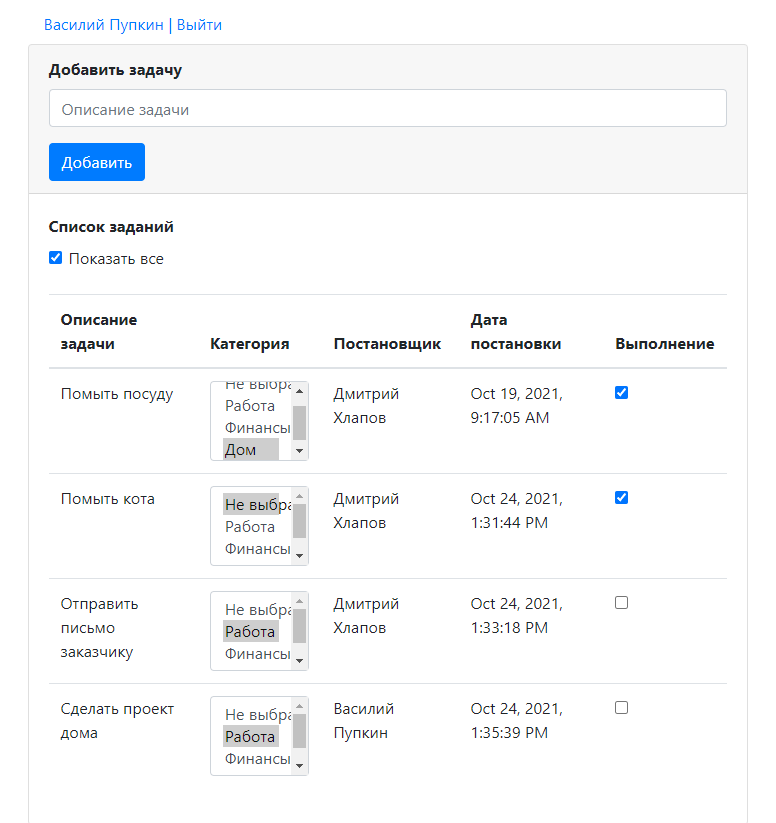 Василий Пупкин | Выйти
Добавить задачу
Описание задачи
Добавить
Список заданий
Показать все
Описание задачи Категория Постановщик Дата постановки Выполнение
Помыть посуду
Не выбра
Работа
Финансы
Дом
Дмитрий Хлапов
Oct 19, 2021,
9:17:05 AM
Помыть кота
Не выбра
Работа
Финансы
Дмитрий Хлапов
Oct 24, 2021,
1:31:44 PM
Отправить
письмо
заказчику
Не выбра
Работа
Финансы
Дмитрий Хлапов
Oct 24, 2021,
1:33:18 PM
Сделать проект
дома
Не выбра
Работа
Финансы
Василий Пупкин
Oct 24, 2021,
1:35:39 PM